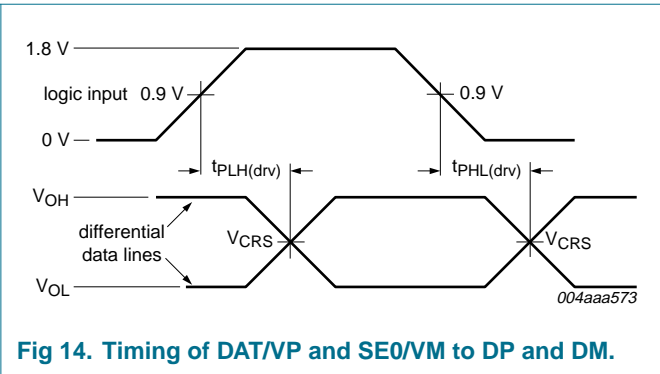 1.8 V
logic input 0.9 V
0.9 V
0 V
tPLH(drv)
tPHL(drv)
VOH
differential
data lines
VCRS
VCRS
VOL
004aaa573
Fig 14. Timing of DAT/VP and SE0/VM to DP and DM.